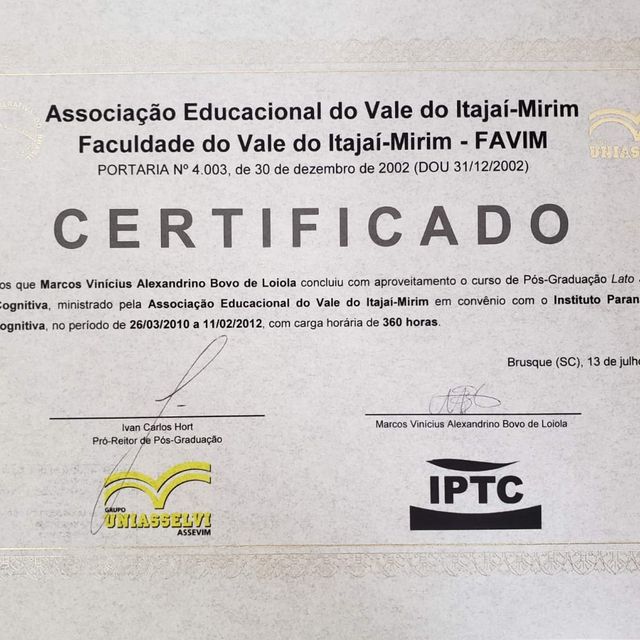 Associação Educacional do Vale do Itajaí-Mirim
Faculdade do Vale do Itajaí-Mirim - FAVIM
PORTARIA Nº 4.003, de 30 de dezembro de 2002 (DOU 31/12/2002)
UNIASS
CERTIFICADO
os que Marcos Vinícius Alexandrino Bovo de Loiola concluiu com aproveitamento o curso de Pós-Graduação Lato
Cognitiva, ministrado pela Associação Educacional do Vale do Itajaí-Mirim em convênio com o Instituto Paran
ognitiva, no período de 26/03/2010 a 11/02/2012, com carga horária de 360 horas.
Brusque (SC), 13 de julh
Ivan Carlos Hort
Pró-Reitor de Pós-Graduação
Marcos Vinícius Alexandrino Bovo de Loiola
GRUPO
UNIASSELVI
ASSEVIM
IPTC